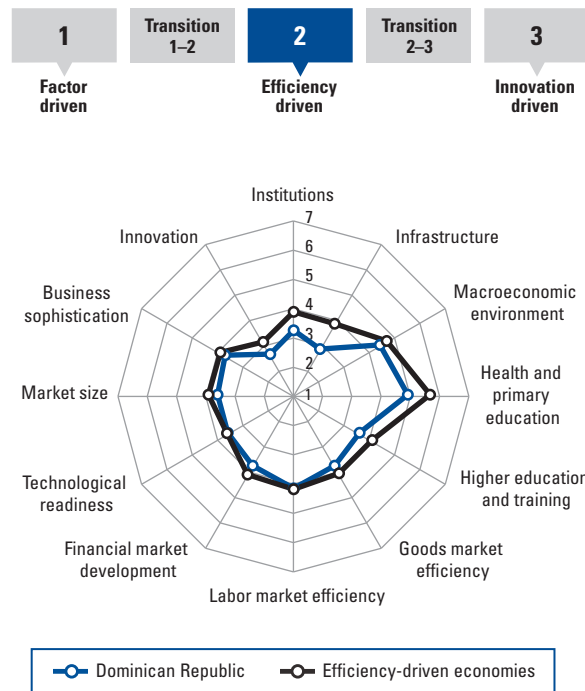 1
Transition
1–2
2
Transition
2–3
3
Factor
driven
Efficiency
driven
Innovation
driven
Institutions
7
6
5
4
3
2
1
Infrastructure
Macroeconomic
environment
Health and
primary
education
Higher education
and training
Goods market
efficiency
Labor market efficiency
Financial market
development
Technological
readiness
Market size
Business
sophistication
Innovation
Dominican Republic
Efficiency-driven economies